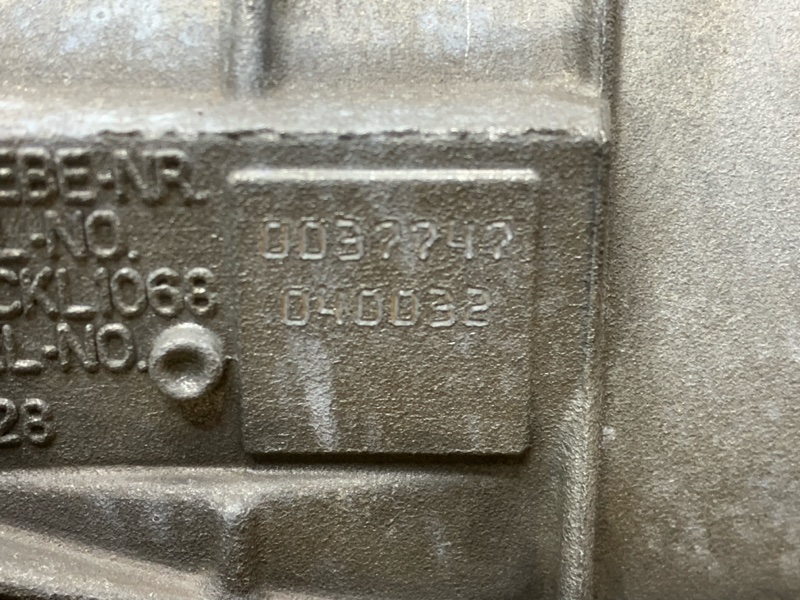 EBE-NR.
L-NO.
CKL1068
L-NO.
28
0037747
040032